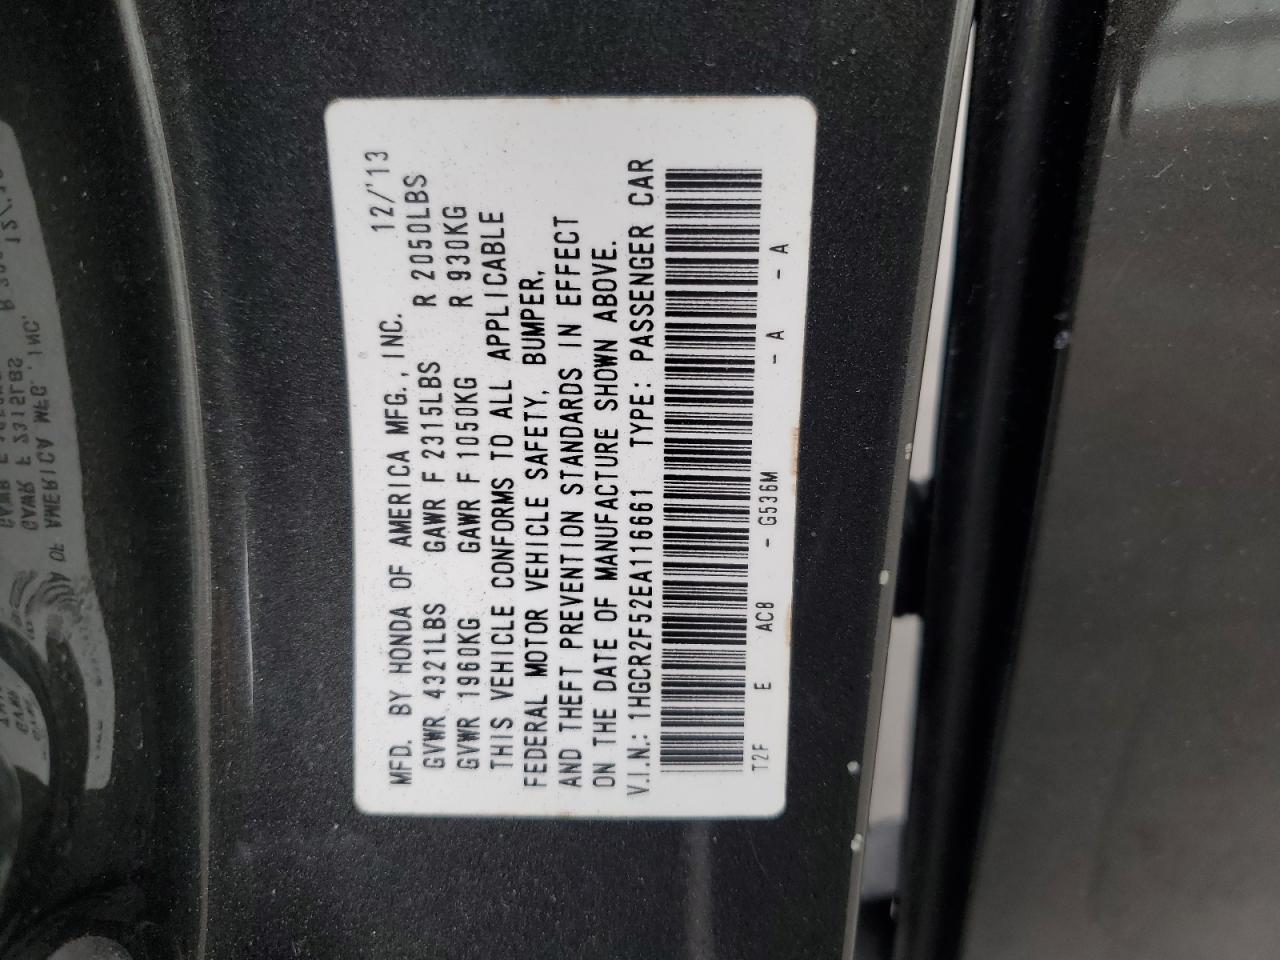 MFD. BY HONDA OF AMERICA MFG., INC. 12/'13
GVWR 4321LBS GAWR F 2315LBS R 2050LBS
GVWR 1960KG GAWR F 1050KG R 930KG
THIS VEHICLE CONFORMS TO ALL APPLICABLE
FEDERAL MOTOR VEHICLE SAFETY, BUMPER,
AND THEFT PREVENTION STANDARDS IN EFFECT
ON THE DATE OF MANUFACTURE SHOWN ABOVE.
V.I.N.: 1HGCR2F52EA116661 TYPE: PASSENGER CAR
T2F E ACB - G536M - A - A